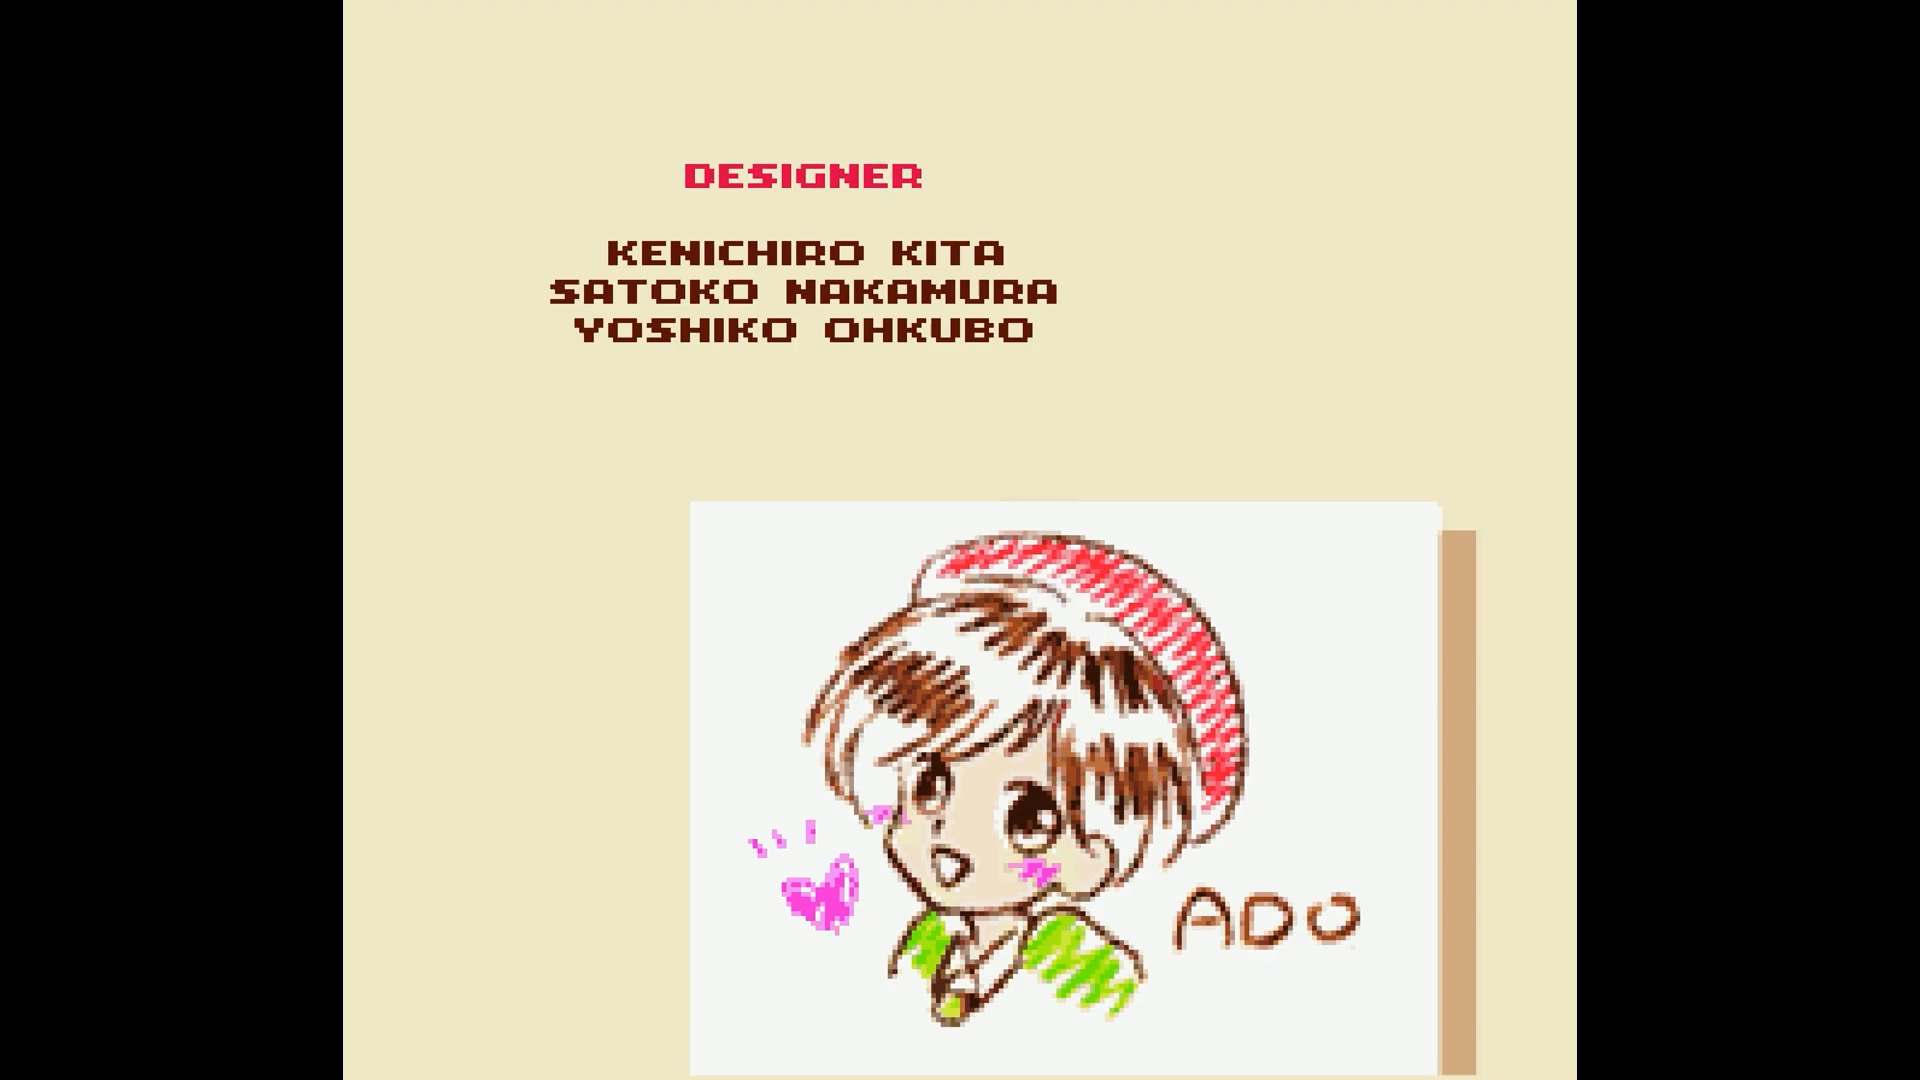 DESIGNER
KENICHIRO KITA
SATOKO NAKAMURA
YOSHIKO OHKUBO
ADO